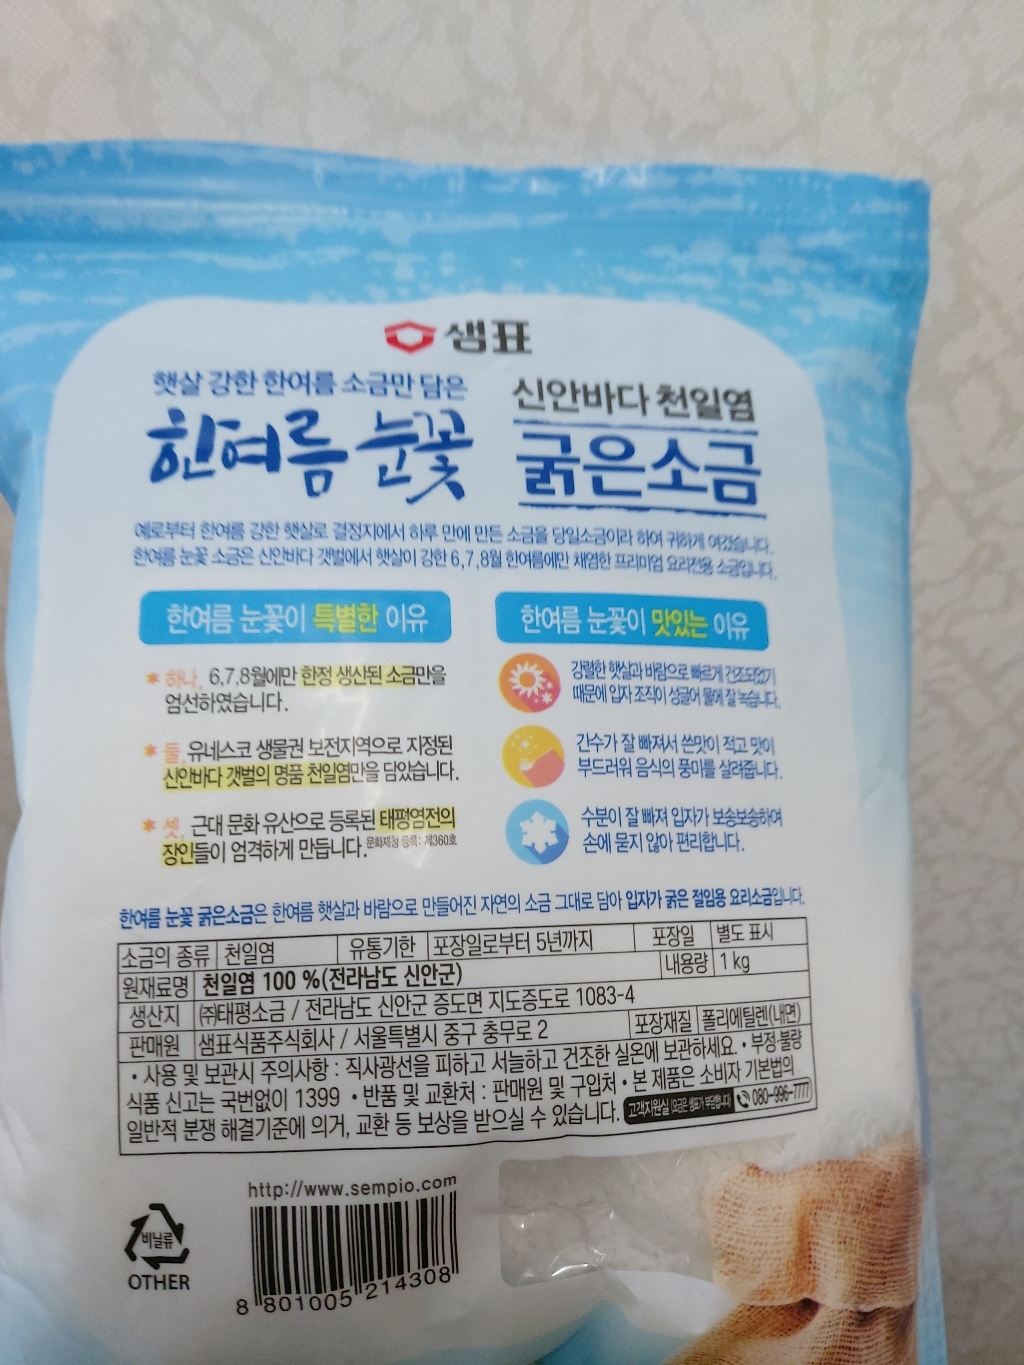 샘표
햇살 강한 한여름 소금만 담은
한여름 눈꽃
신안바다 천일염
굵은소금
예로부터 한여름 강한 햇살로 결정지에서 하루 만에 만든 소금을 당일소금이라 하여 귀하게 여겼습니다.
한여름 눈꽃 소금은 신안바다 갯벌에서 햇살이 강한 6,7,8월 한여름에만 채염한 프리미엄 요리전용 소금입니다.
한여름 눈꽃이 특별한 이유
* 하나, 6,7,8월에만 한정 생산된 소금만을
엄선하였습니다.
* 둘, 유네스코 생물권 보전지역으로 지정된
신안바다 갯벌의 명품 천일염만을 담았습니다.
* 셋, 근대 문화 유산으로 등록된 태평염전의
장인들이 엄격하게 만듭니다. 문화재청 등록: 제360호
한여름 눈꽃이 맛있는 이유
강렬한 햇살과 바람으로 빠르게 건조되었기
때문에 입자 조직이 성글어 물에 잘 녹습니다.
간수가 잘 빠져서 쓴맛이 적고 맛이
부드러워 음식의 풍미를 살려줍니다.
수분이 잘 빠져 입자가 보송보송하여
손에 묻지 않아 편리합니다.
한여름 눈꽃 굵은소금은 한여름 햇살과 바람으로 만들어진 자연의 소금 그대로 담아 입자가 굵은 절임용 요리소금입니다.
소금의 종류 천일염 유통기한 포장일로부터 5년까지 포장일 별도 표시
원재료명 천일염 100 %(전라남도 신안군) 내용량 1 kg
생산지 ㈜태평소금 / 전라남도 신안군 증도면 지도증도로 1083-4
판매원 샘표식품주식회사 / 서울특별시 중구 충무로 2 포장재질 폴리에틸렌(내면)
• 사용 및 보관시 주의사항 : 직사광선을 피하고 서늘하고 건조한 실온에 보관하세요. • 부정·불량
식품 신고는 국번없이 1399 • 반품 및 교환처 : 판매원 및 구입처 • 본 제품은 소비자 기본법의
일반적 분쟁 해결기준에 의거, 교환 등 보상을 받으실 수 있습니다. 고객지원실 080-996-7777
http://www.sempio.com
비닐류
OTHER
8 801005 214308